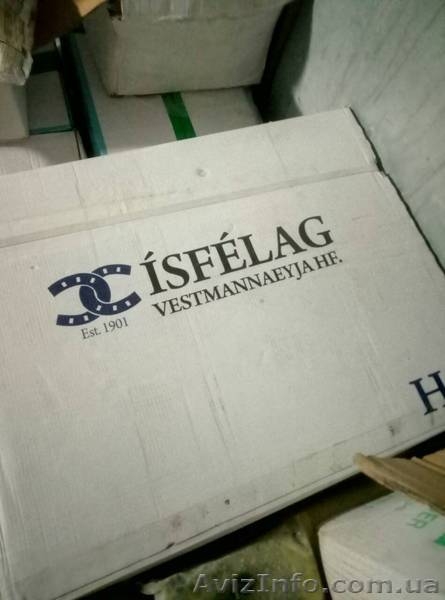 ÍSFÉLAG
VESTMANNAEYJA HF.
Est. 1901
H
AvizInfo.com.ua